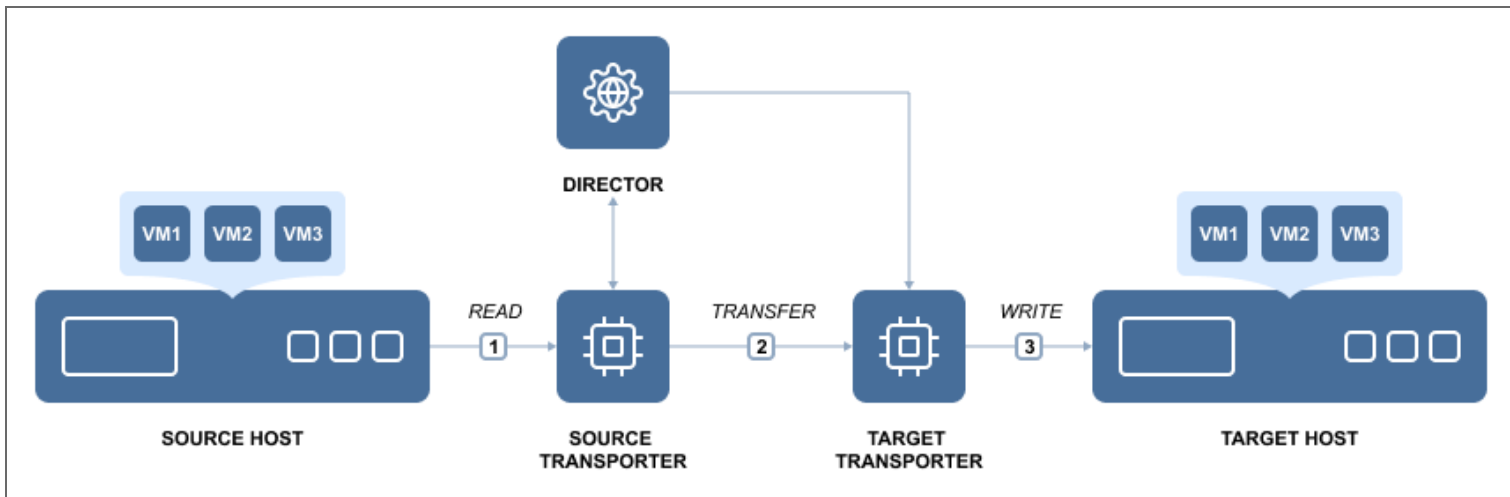 DIRECTOR
VM1 VM2 VM3
VM1 VM2 VM3
READ
1
TRANSFER
2
WRITE
3
SOURCE HOST
SOURCE
TRANSPORTER
TARGET
TRANSPORTER
TARGET HOST